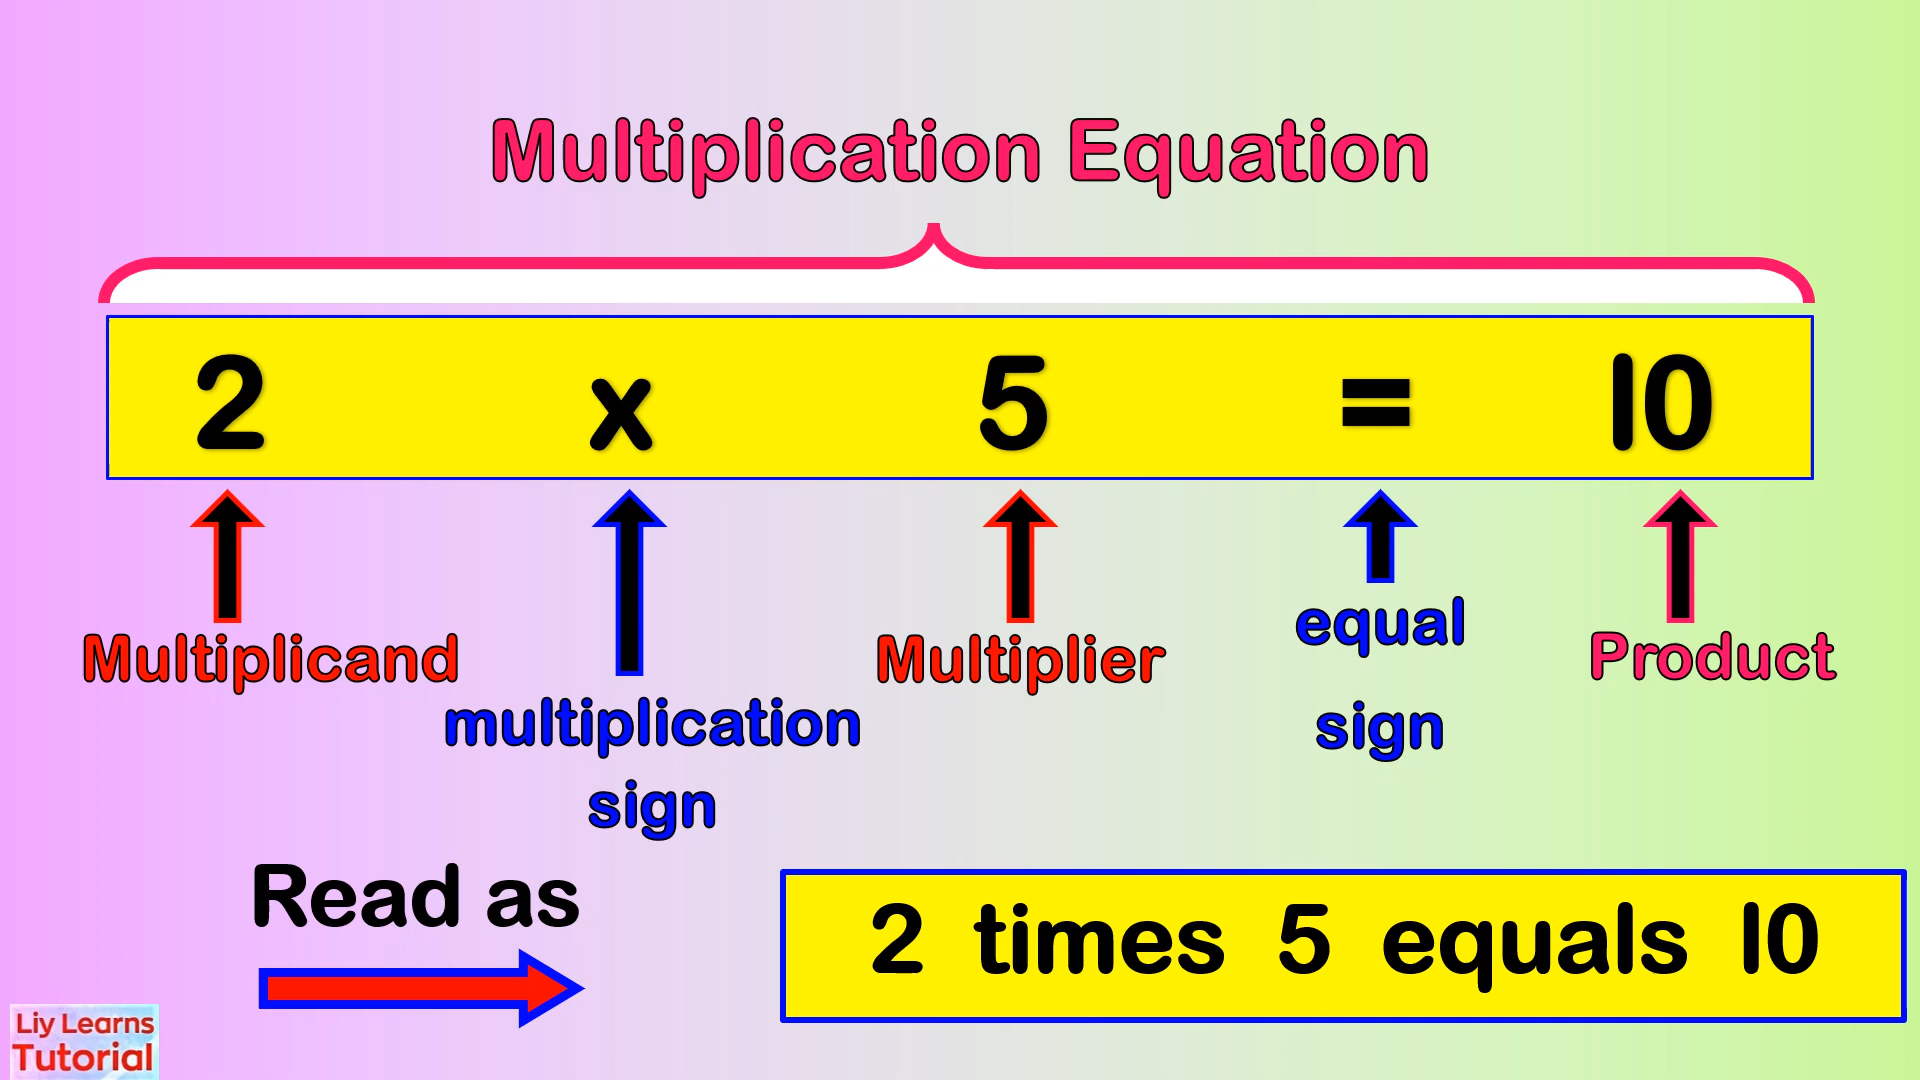 Multiplication Equation
2 x 5 = 10
Multiplicand
multiplication
sign
Multiplier
equal
sign
Product
Read as
2 times 5 equals 10
Liy Learns
Tutorial